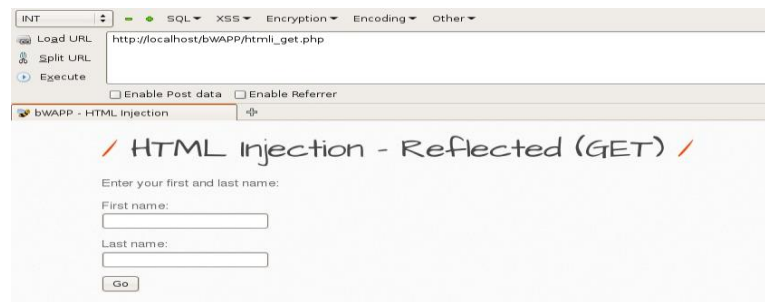 INT SQL XSS Encryption Encoding Other
Load URL http://localhost/bWAPP/htmli_get.php
Split URL
Execute
Enable Post data Enable Referrer
bWAPP - HTML Injection
/ HTML Injection - Reflected (GET) /
Enter your first and last name:
First name:
Last name:
Go